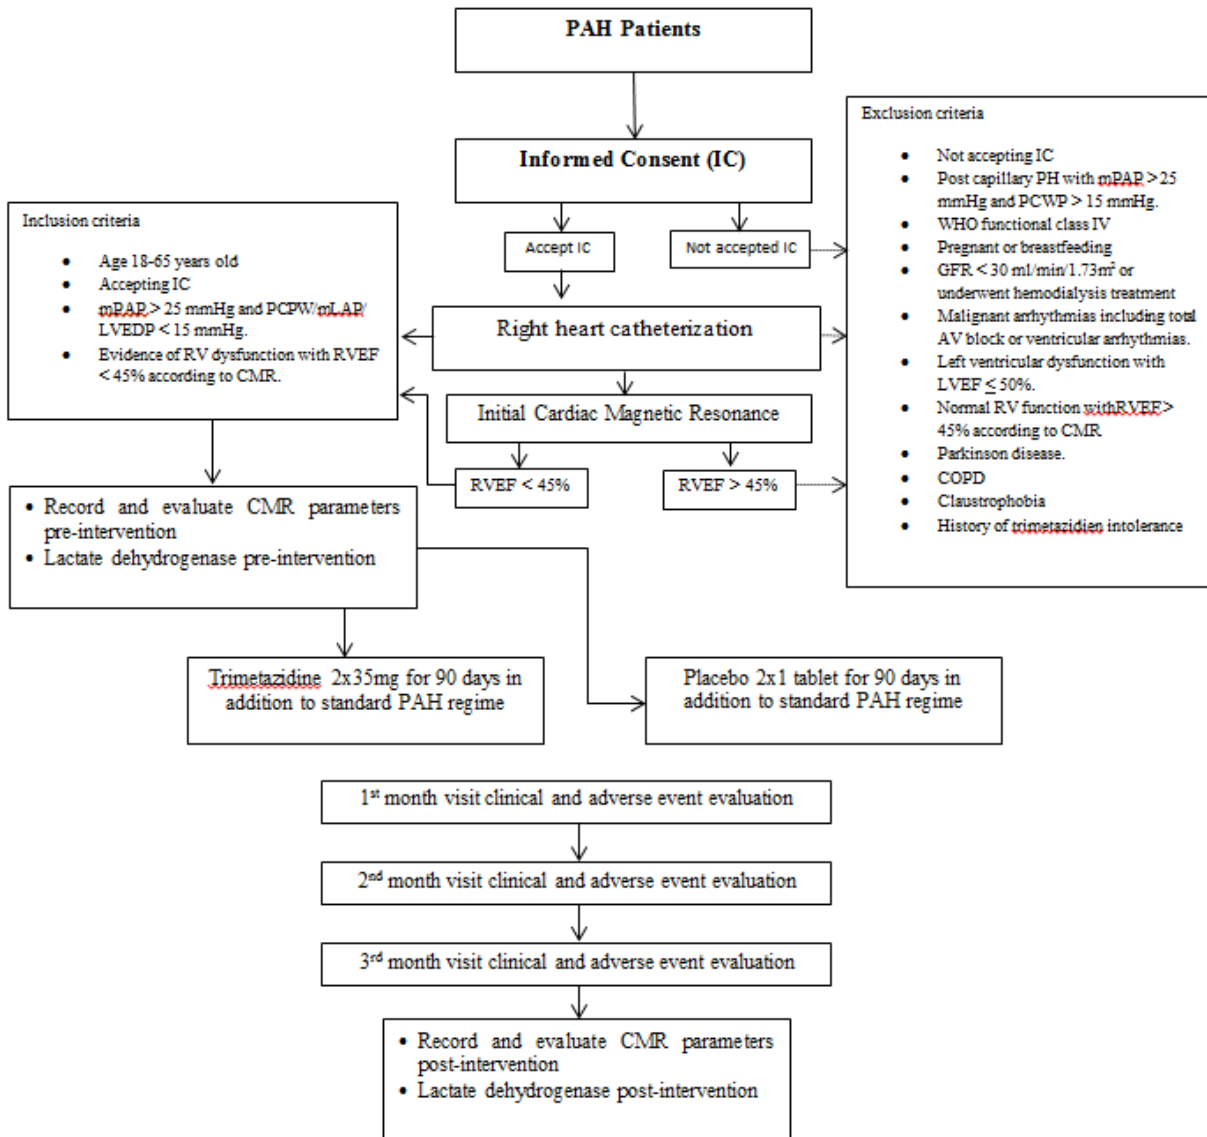 PAH Patients
Informed Consent (IC)
Accept IC
Not accepted IC
Right heart catheterization
Initial Cardiac Magnetic Resonance
RVEF < 45%
RVEF > 45%
Inclusion criteria
• Age 18-65 years old
• Accepting IC
• mPAP > 25 mmHg and PCPW/mLAP/
LVEDP < 15 mmHg.
• Evidence of RV dysfunction with RVEF
< 45% according to CMR.
Exclusion criteria
• Not accepting IC
• Post capillary PH with mPAP > 25
mmHg and PCWP > 15 mmHg.
• WHO functional class IV
• Pregnant or breastfeeding
• GFR < 30 ml/min/1.73m² or
underwent hemodialysis treatment
• Malignant arrhythmias including total
AV block or ventricular arrhythmias.
• Left ventricular dysfunction with
LVEF ≤ 50%.
• Normal RV function withRVEF >
45% according to CMR
• Parkinson disease.
• COPD
• Claustrophobia
• History of trimetazidien intolerance
• Record and evaluate CMR parameters
pre-intervention
• Lactate dehydrogenase pre-intervention
Trimetazidine 2x35mg for 90 days in
addition to standard PAH regime
Placebo 2x1 tablet for 90 days in
addition to standard PAH regime
1st month visit clinical and adverse event evaluation
2nd month visit clinical and adverse event evaluation
3rd month visit clinical and adverse event evaluation
• Record and evaluate CMR parameters
post-intervention
• Lactate dehydrogenase post-intervention